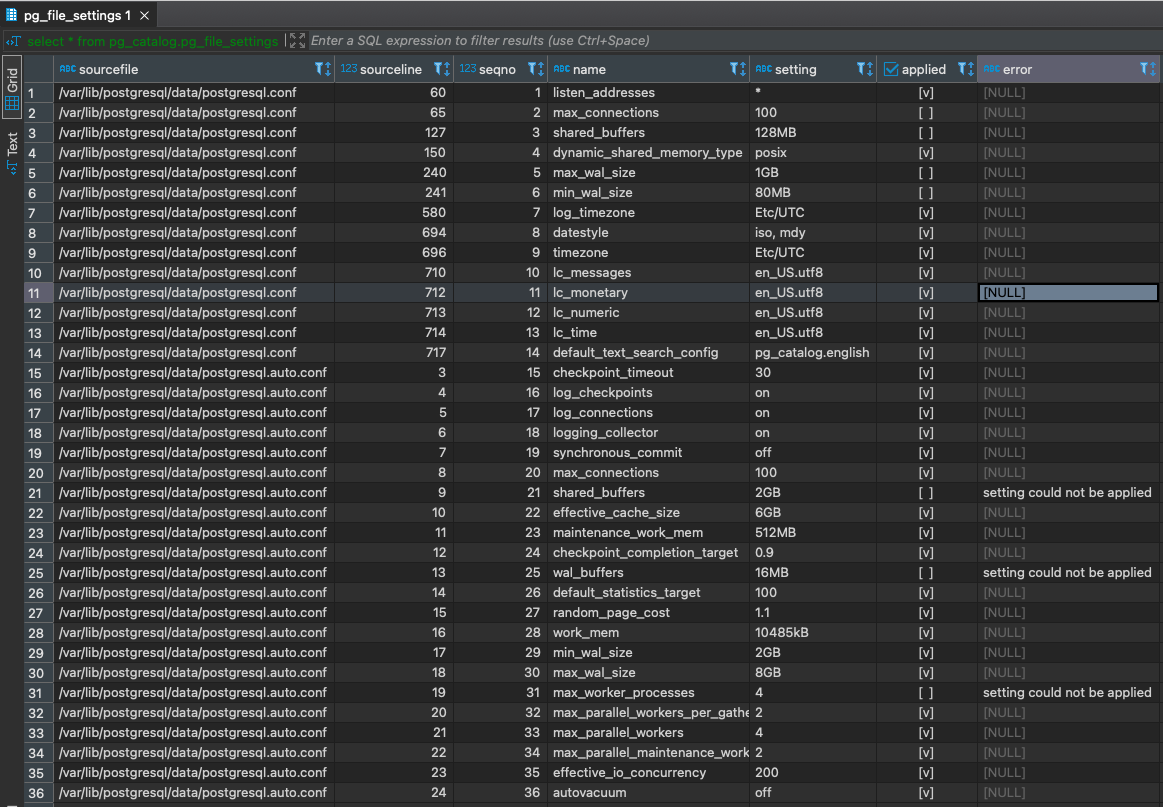 pg_file_settings 1
select * from pg_catalog.pg_file_settings Enter a SQL expression to filter results (use Ctrl+Space)
Grid
Text
ABC sourcefile 123 sourceline 123 seqno ABC name ABC setting applied ABC error
1 /var/lib/postgresql/data/postgresql.conf 60 1 listen_addresses * [v] [NULL]
2 /var/lib/postgresql/data/postgresql.conf 65 2 max_connections 100 [ ] [NULL]
3 /var/lib/postgresql/data/postgresql.conf 127 3 shared_buffers 128MB [ ] [NULL]
4 /var/lib/postgresql/data/postgresql.conf 150 4 dynamic_shared_memory_type posix [v] [NULL]
5 /var/lib/postgresql/data/postgresql.conf 240 5 max_wal_size 1GB [ ] [NULL]
6 /var/lib/postgresql/data/postgresql.conf 241 6 min_wal_size 80MB [ ] [NULL]
7 /var/lib/postgresql/data/postgresql.conf 580 7 log_timezone Etc/UTC [v] [NULL]
8 /var/lib/postgresql/data/postgresql.conf 694 8 datestyle iso, mdy [v] [NULL]
9 /var/lib/postgresql/data/postgresql.conf 696 9 timezone Etc/UTC [v] [NULL]
10 /var/lib/postgresql/data/postgresql.conf 710 10 lc_messages en_US.utf8 [v] [NULL]
11 /var/lib/postgresql/data/postgresql.conf 712 11 lc_monetary en_US.utf8 [v] [NULL]
12 /var/lib/postgresql/data/postgresql.conf 713 12 lc_numeric en_US.utf8 [v] [NULL]
13 /var/lib/postgresql/data/postgresql.conf 714 13 lc_time en_US.utf8 [v] [NULL]
14 /var/lib/postgresql/data/postgresql.conf 717 14 default_text_search_config pg_catalog.english [v] [NULL]
15 /var/lib/postgresql/data/postgresql.auto.conf 3 15 checkpoint_timeout 30 [v] [NULL]
16 /var/lib/postgresql/data/postgresql.auto.conf 4 16 log_checkpoints on [v] [NULL]
17 /var/lib/postgresql/data/postgresql.auto.conf 5 17 log_connections on [v] [NULL]
18 /var/lib/postgresql/data/postgresql.auto.conf 6 18 logging_collector on [v] [NULL]
19 /var/lib/postgresql/data/postgresql.auto.conf 7 19 synchronous_commit off [v] [NULL]
20 /var/lib/postgresql/data/postgresql.auto.conf 8 20 max_connections 100 [v] [NULL]
21 /var/lib/postgresql/data/postgresql.auto.conf 9 21 shared_buffers 2GB [ ] setting could not be applied
22 /var/lib/postgresql/data/postgresql.auto.conf 10 22 effective_cache_size 6GB [v] [NULL]
23 /var/lib/postgresql/data/postgresql.auto.conf 11 23 maintenance_work_mem 512MB [v] [NULL]
24 /var/lib/postgresql/data/postgresql.auto.conf 12 24 checkpoint_completion_target 0.9 [v] [NULL]
25 /var/lib/postgresql/data/postgresql.auto.conf 13 25 wal_buffers 16MB [ ] setting could not be applied
26 /var/lib/postgresql/data/postgresql.auto.conf 14 26 default_statistics_target 100 [v] [NULL]
27 /var/lib/postgresql/data/postgresql.auto.conf 15 27 random_page_cost 1.1 [v] [NULL]
28 /var/lib/postgresql/data/postgresql.auto.conf 16 28 work_mem 10485kB [v] [NULL]
29 /var/lib/postgresql/data/postgresql.auto.conf 17 29 min_wal_size 2GB [v] [NULL]
30 /var/lib/postgresql/data/postgresql.auto.conf 18 30 max_wal_size 8GB [v] [NULL]
31 /var/lib/postgresql/data/postgresql.auto.conf 19 31 max_worker_processes 4 [ ] setting could not be applied
32 /var/lib/postgresql/data/postgresql.auto.conf 20 32 max_parallel_workers_per_gathe 2 [v] [NULL]
33 /var/lib/postgresql/data/postgresql.auto.conf 21 33 max_parallel_workers 4 [v] [NULL]
34 /var/lib/postgresql/data/postgresql.auto.conf 22 34 max_parallel_maintenance_work 2 [v] [NULL]
35 /var/lib/postgresql/data/postgresql.auto.conf 23 35 effective_io_concurrency 200 [v] [NULL]
36 /var/lib/postgresql/data/postgresql.auto.conf 24 36 autovacuum off [v] [NULL]